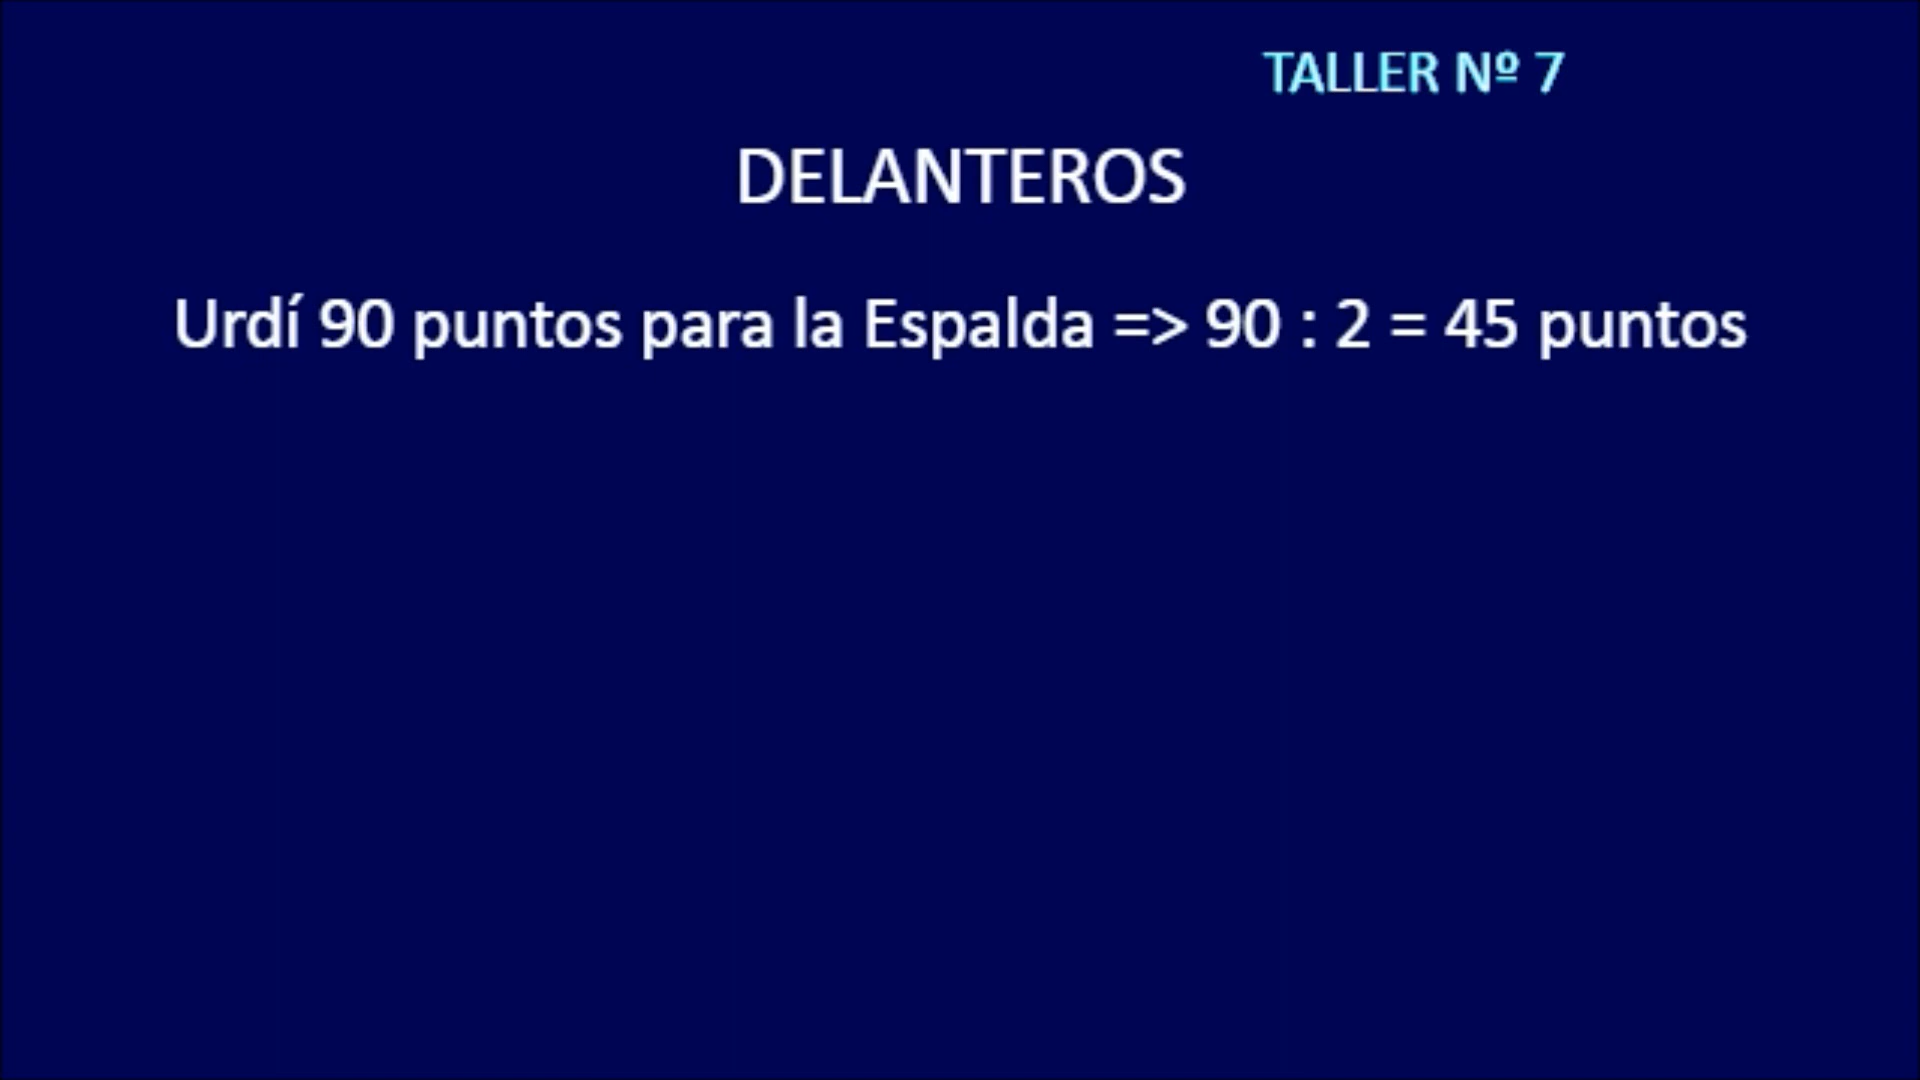 TALLER Nº 7
DELANTEROS
Urdí 90 puntos para la Espalda => 90 : 2 = 45 puntos